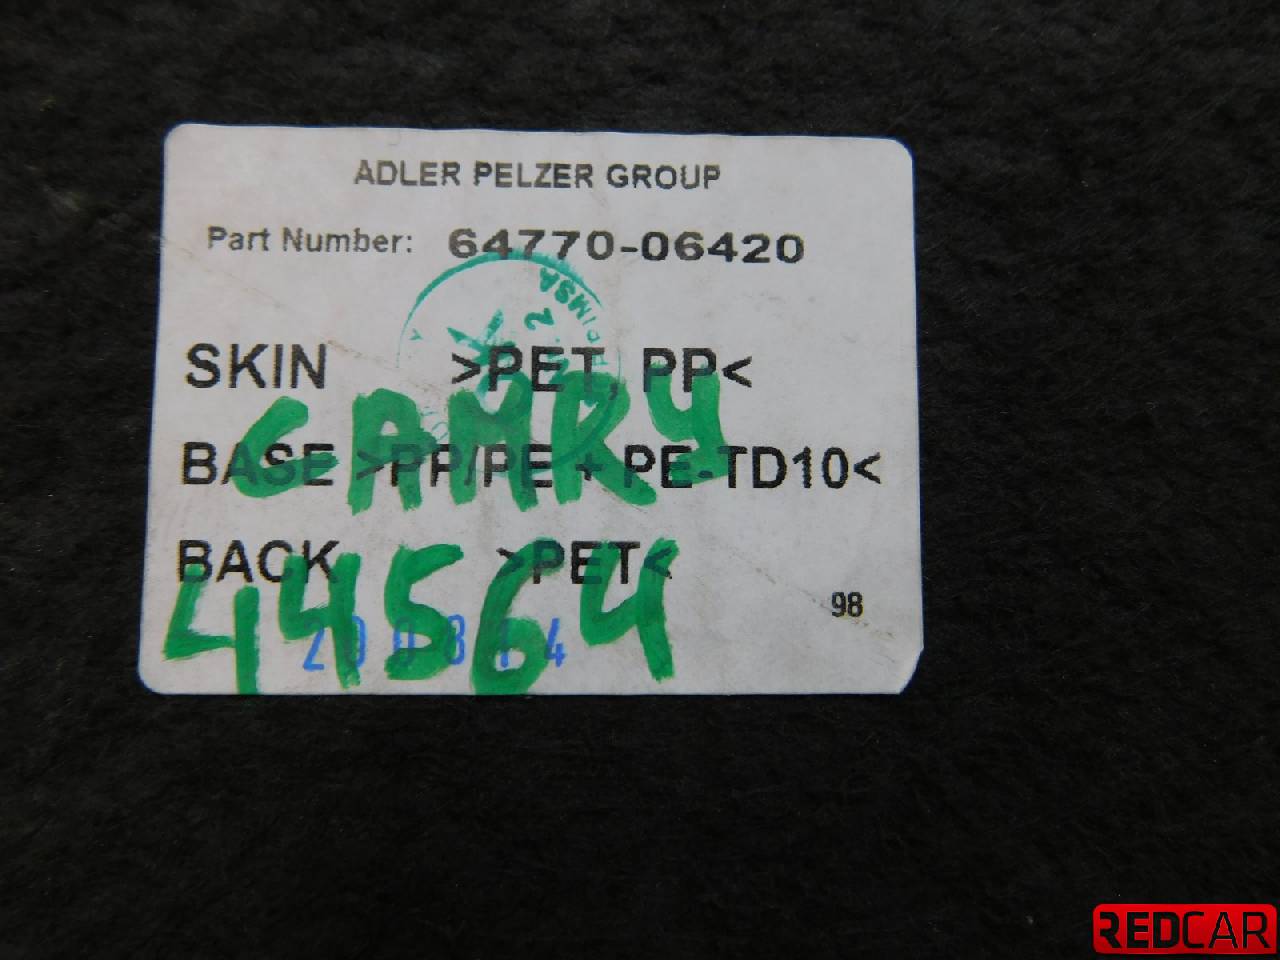 ADLER PELZER GROUP
Part Number: 64770-06420
SKIN >PET, PP<
CAMRY
BASE >PP/PE + PE-TD10<
BACK >PET<
98
44564
200814
REDCAR